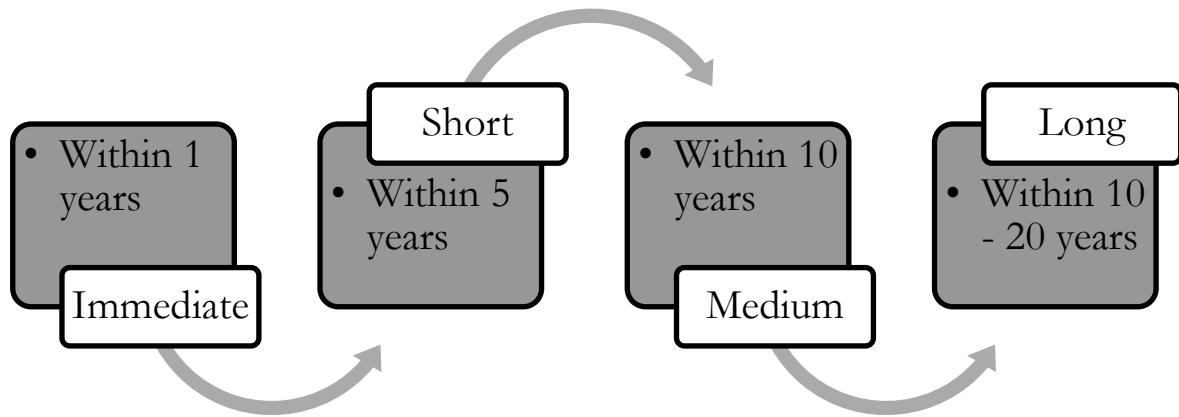 • Within 1
years
Immediate
Short
• Within 5
years
• Within 10
years
Medium
Long
• Within 10
- 20 years